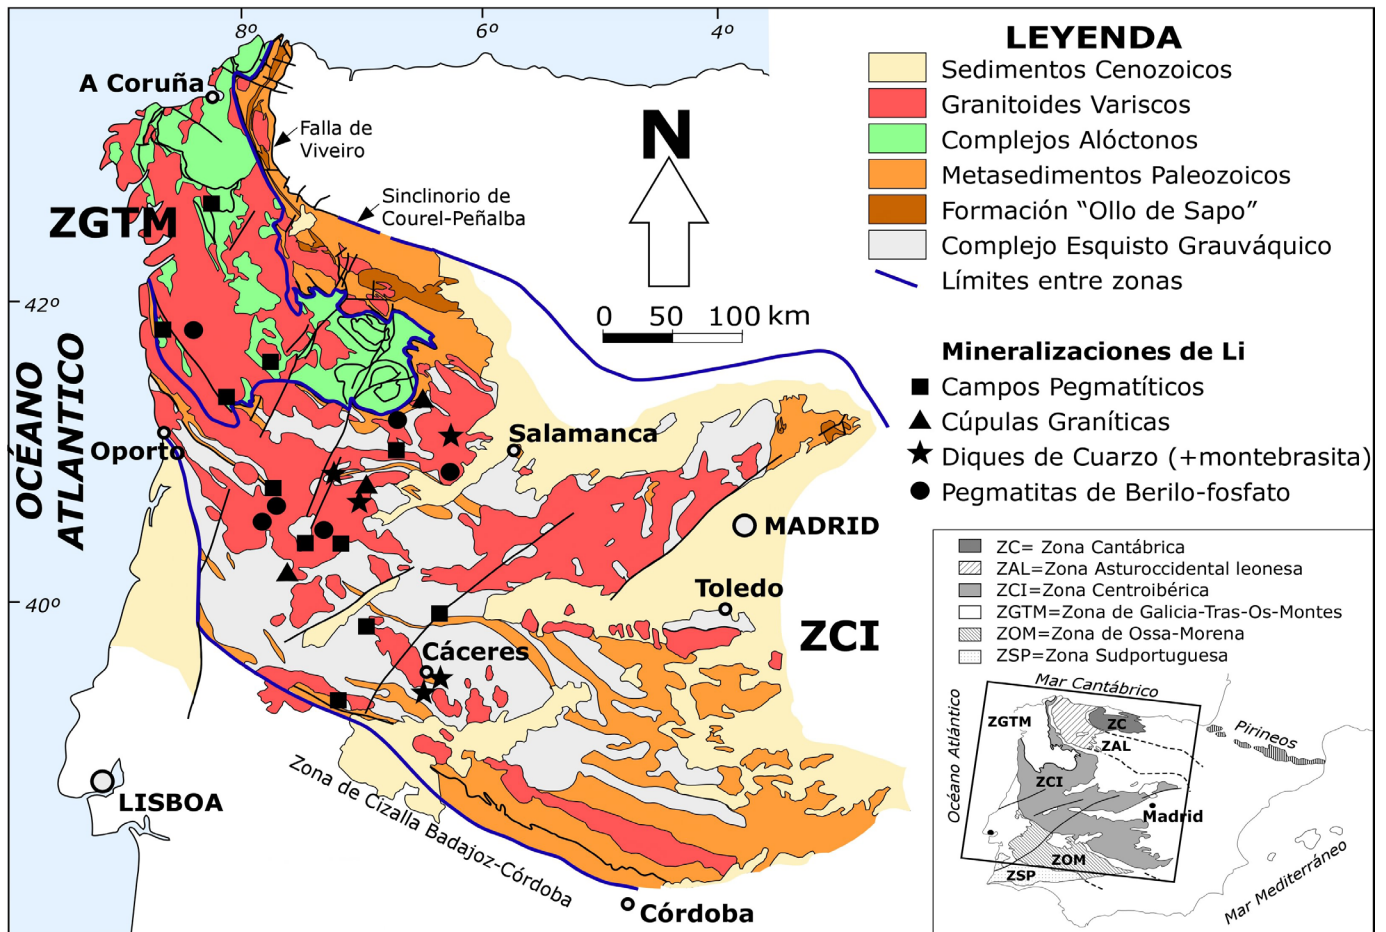 8º
6º
4º
A Coruña
Falla de
Viveiro
Sinclinorio de
Courel-Peñalba
ZGTM
N
0 50 100 km
42º
OCÉANO
ATLANTICO
Oporto
Salamanca
MADRID
Toledo
40º
ZCI
Cáceres
Zona de Cizalla Badajoz-Córdoba
LISBOA
Córdoba
LEYENDA
Sedimentos Cenozoicos
Granitoides Variscos
Complejos Alóctonos
Metasedimentos Paleozoicos
Formación “Ollo de Sapo”
Complejo Esquisto Grauváquico
Límites entre zonas
Mineralizaciones de Li
Campos Pegmatíticos
Cúpulas Graníticas
Diques de Cuarzo (+montebrasita)
Pegmatitas de Berilo-fosfato
ZC= Zona Cantábrica
ZAL=Zona Asturoccidental leonesa
ZCI=Zona Centroibérica
ZGTM=Zona de Galicia-Tras-Os-Montes
ZOM=Zona de Ossa-Morena
ZSP=Zona Sudportuguesa
Mar Cantábrico
Océano Atlántico
ZGTM
ZC
ZAL
Pirineos
ZCI
Madrid
ZOM
ZSP
Mar Mediterráneo